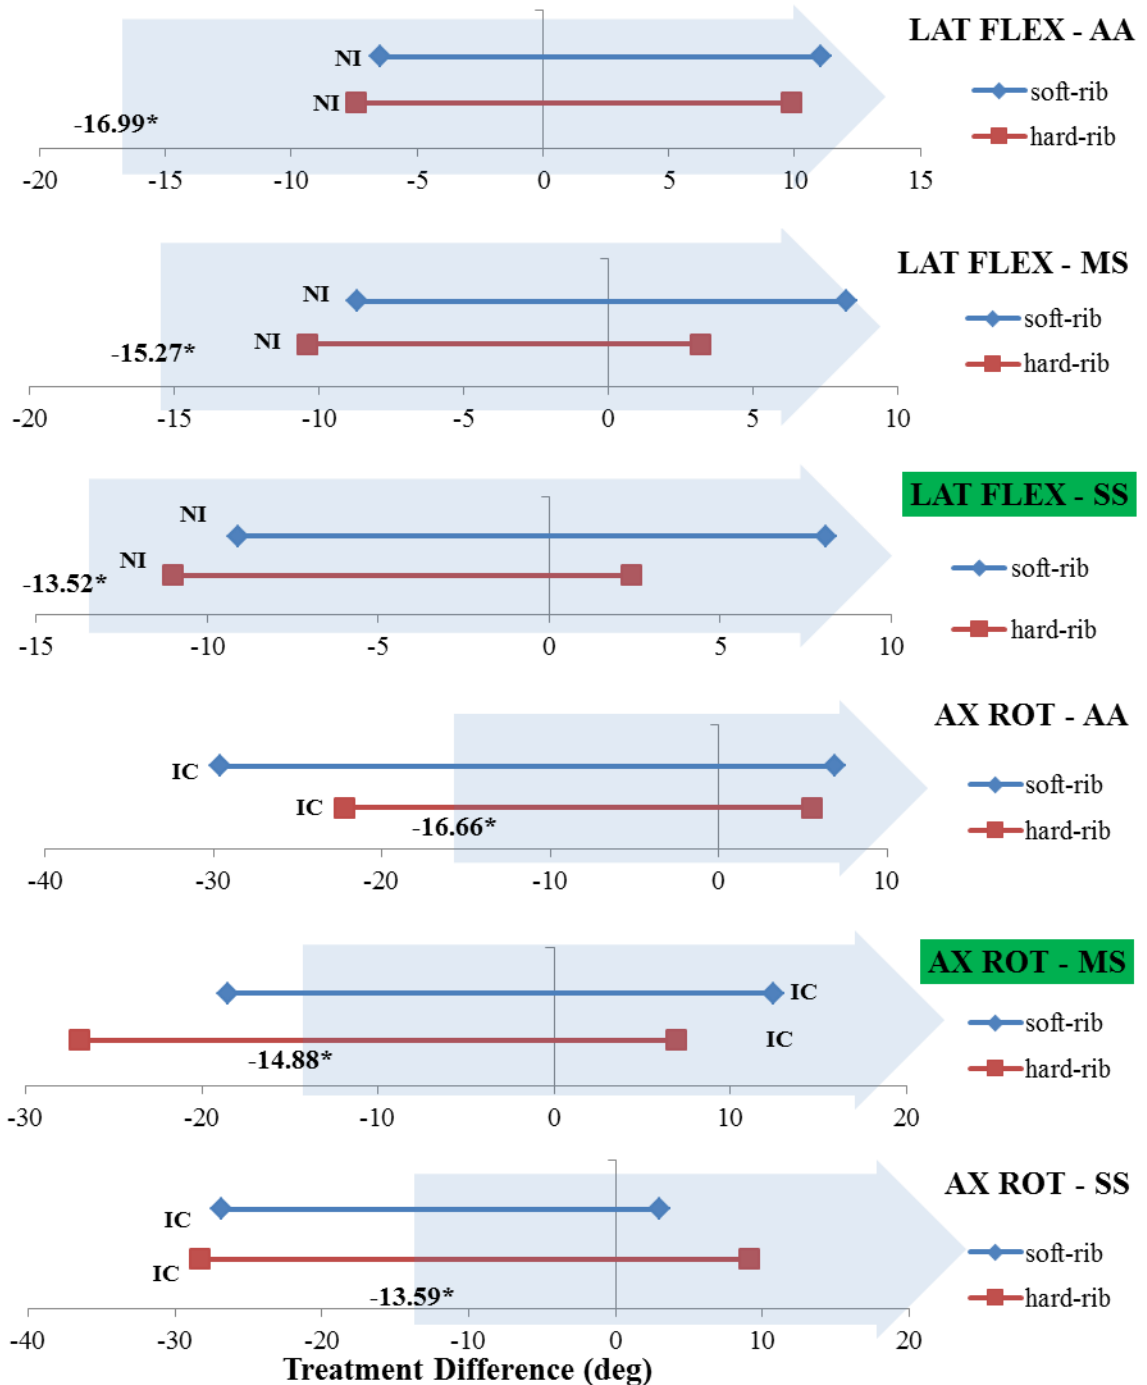 LAT FLEX - AA
NI
soft-rib
NI
hard-rib
-16.99*
-20 -15 -10 -5 0 5 10 15
LAT FLEX - MS
NI
soft-rib
NI
hard-rib
-15.27*
-20 -15 -10 -5 0 5 10
LAT FLEX - SS
NI
NI
soft-rib
-13.52*
hard-rib
-15 -10 -5 0 5 10
AX ROT - AA
IC
soft-rib
IC
hard-rib
-16.66*
-40 -30 -20 -10 0 10
AX ROT - MS
IC
soft-rib
IC
hard-rib
-14.88*
-30 -20 -10 0 10 20
AX ROT - SS
IC
soft-rib
IC
hard-rib
-13.59*
-40 -30 -20 -10 0 10 20
Treatment Difference (deg)